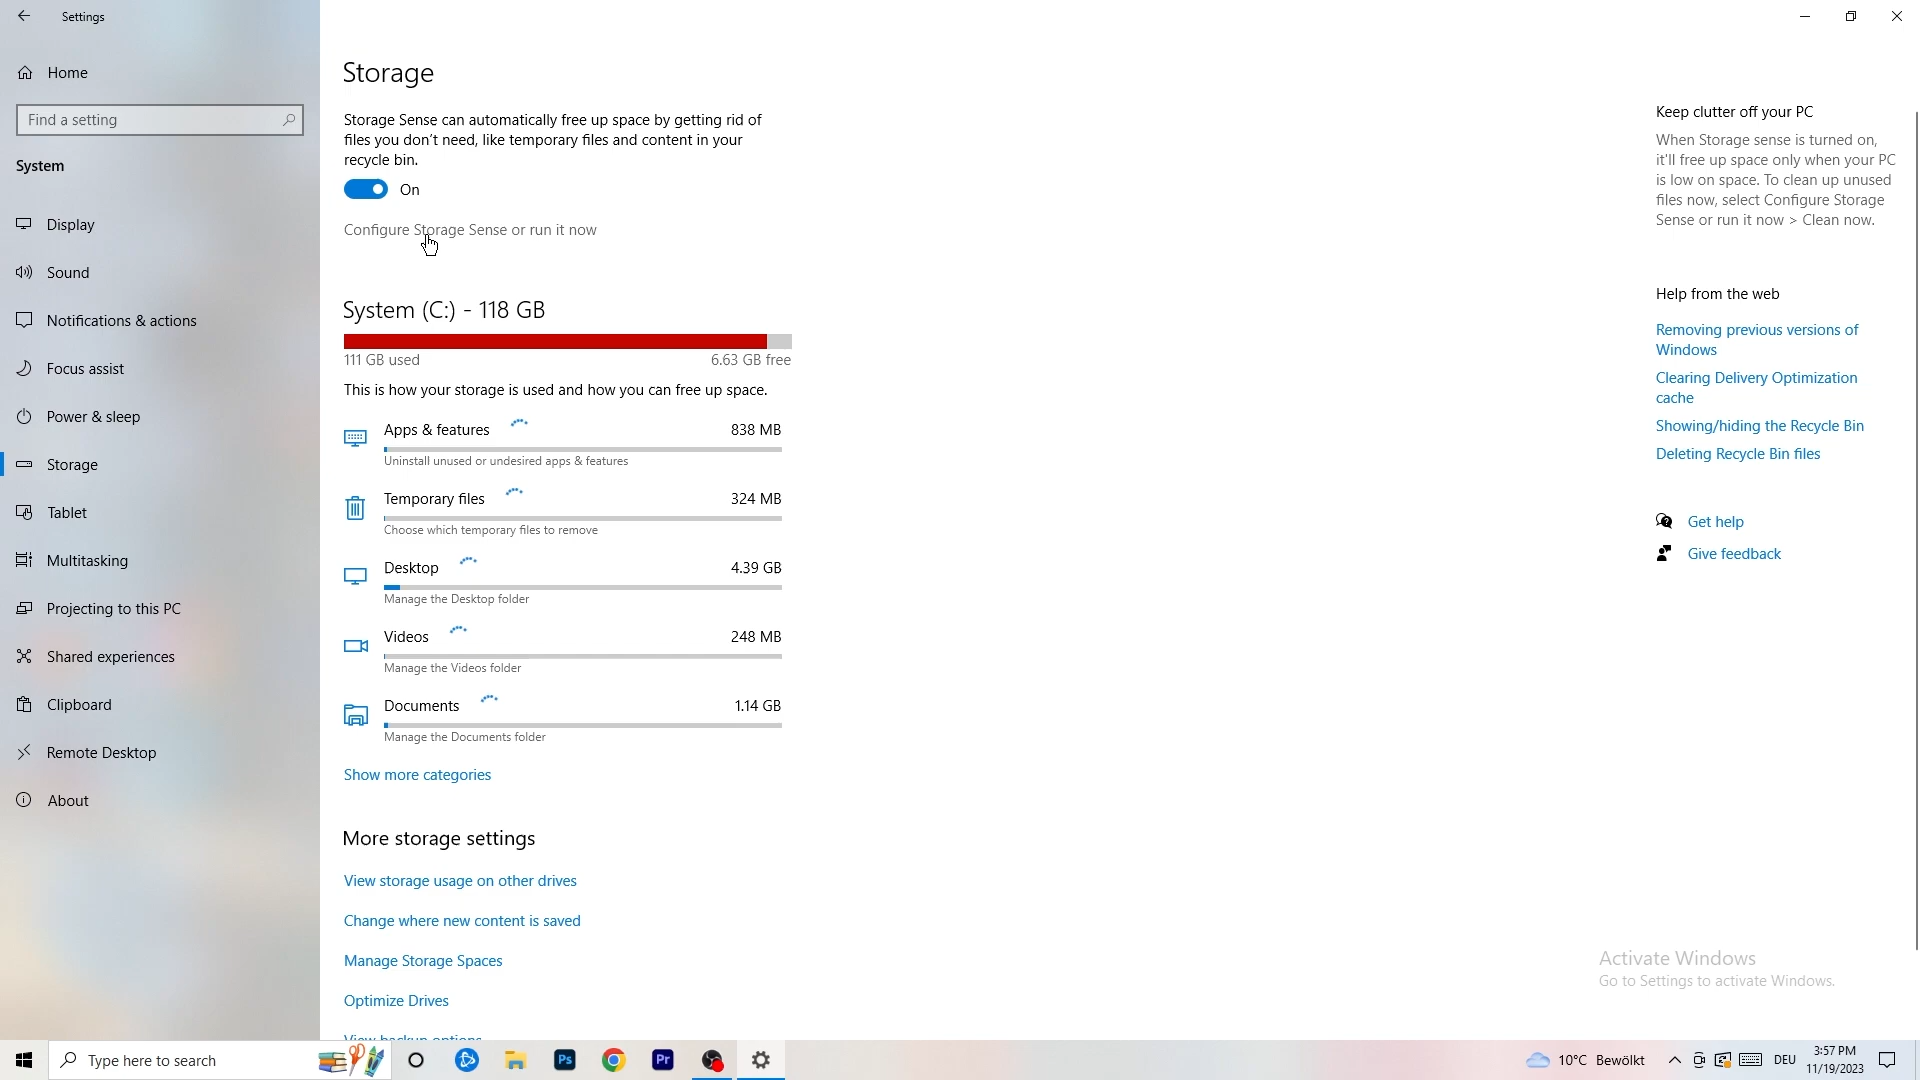 Settings
Home
Find a setting
System
Display
Sound
Notifications & actions
Focus assist
Power & sleep
Storage
Tablet
Multitasking
Projecting to this PC
Shared experiences
Clipboard
Remote Desktop
About
Storage
Storage Sense can automatically free up space by getting rid of
files you don't need, like temporary files and content in your
recycle bin.
On
Configure Storage Sense or run it now
System (C:) - 118 GB
111 GB used 6.63 GB free
This is how your storage is used and how you can free up space.
Apps & features 838 MB
Uninstall unused or undesired apps & features
Temporary files 324 MB
Choose which temporary files to remove
Desktop 4.39 GB
Manage the Desktop folder
Videos 248 MB
Manage the Videos folder
Documents 1.14 GB
Manage the Documents folder
Show more categories
More storage settings
View storage usage on other drives
Change where new content is saved
Manage Storage Spaces
Optimize Drives
View backup options
Keep clutter off your PC
When Storage sense is turned on,
it'll free up space only when your PC
is low on space. To clean up unused
files now, select Configure Storage
Sense or run it now > Clean now.
Help from the web
Removing previous versions of
Windows
Clearing Delivery Optimization
cache
Showing/hiding the Recycle Bin
Deleting Recycle Bin files
Get help
Give feedback
Activate Windows
Go to Settings to activate Windows.
Type here to search
Ps
Pr
10°C Bewölkt
DEU
3:57 PM
11/19/2023